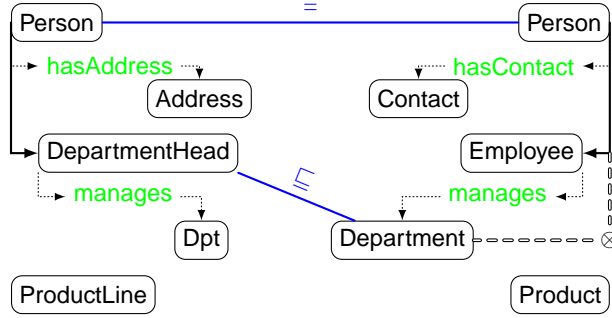 =
Person Person
hasAddress hasContact
Address Contact
DepartmentHead Employee
⊑
manages manages
Dpt Department
ProductLine Product